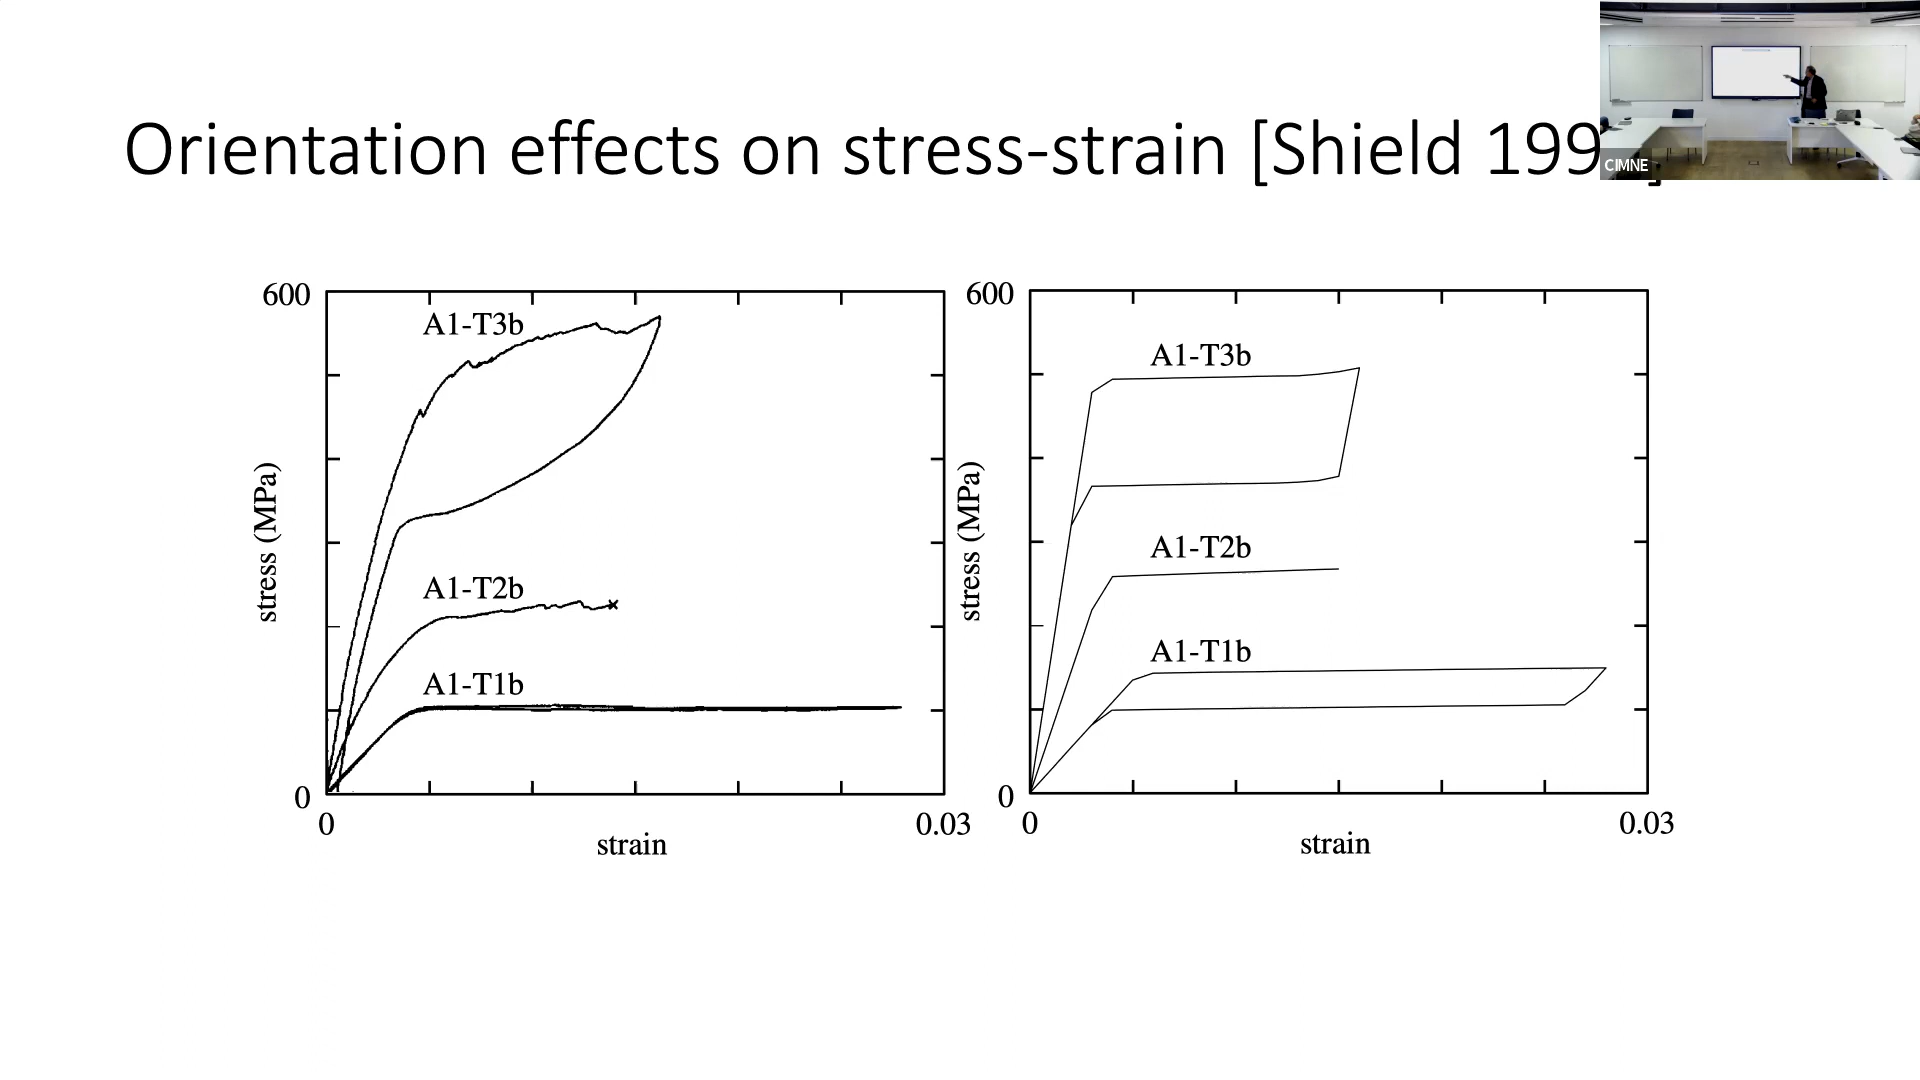 Orientation effects on stress-strain [Shield 199 ]
CIMNE
600
A1-T3b
A1-T2b
A1-T1b
stress (MPa)
0
0
0.03
strain
600
A1-T3b
A1-T2b
A1-T1b
stress (MPa)
0
0
0.03
strain